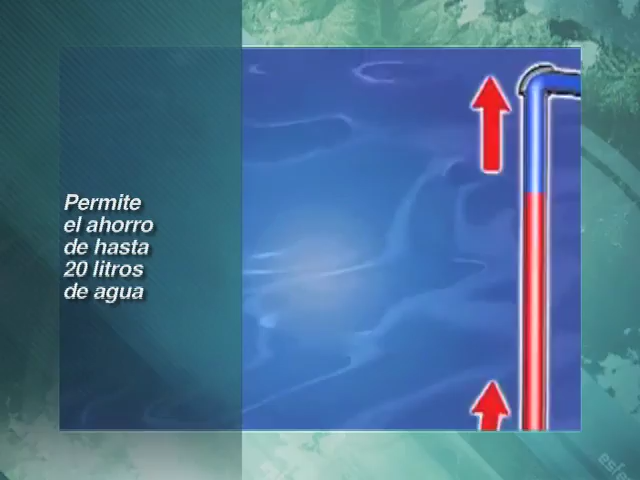 Permite
el ahorro
de hasta
20 litros
de agua